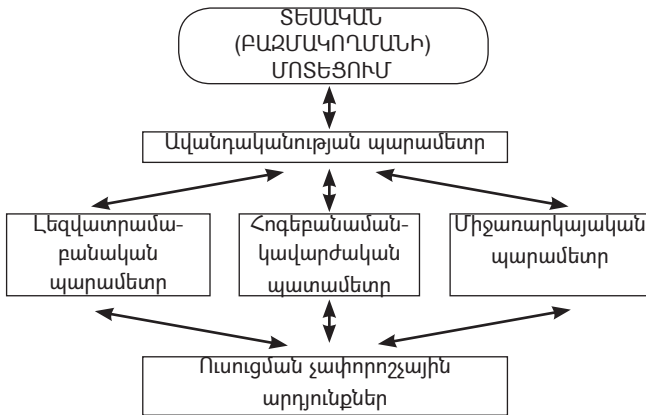 ՏԵՍԱԿԱՆ
(ԲԱԶՄԱԿՈՂՄԱՆԻ)
ՄՈՏԵՑՈՒՄ
Ավանդականության պարամետր
Լեզվատրամա-
բանական
պարամետր
Հոգեբանաման-
կավարժական
պատամետր
Միջառարկայական
պարամետր
Ուսուցման չափորոշչային
արդյունքներ